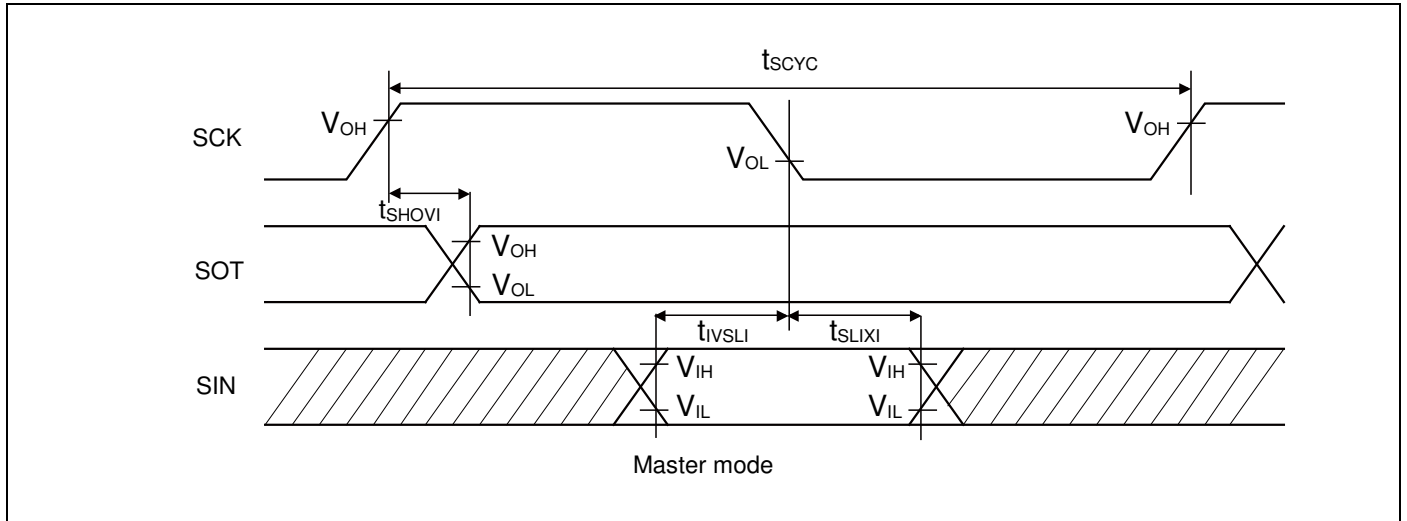 tSCYC
SCK
VOH
VOL
VOH
tSHOVI
SOT
VOH
VOL
tIVSLI
tSLIXI
SIN
VIH
VIH
VIL
VIL
Master mode